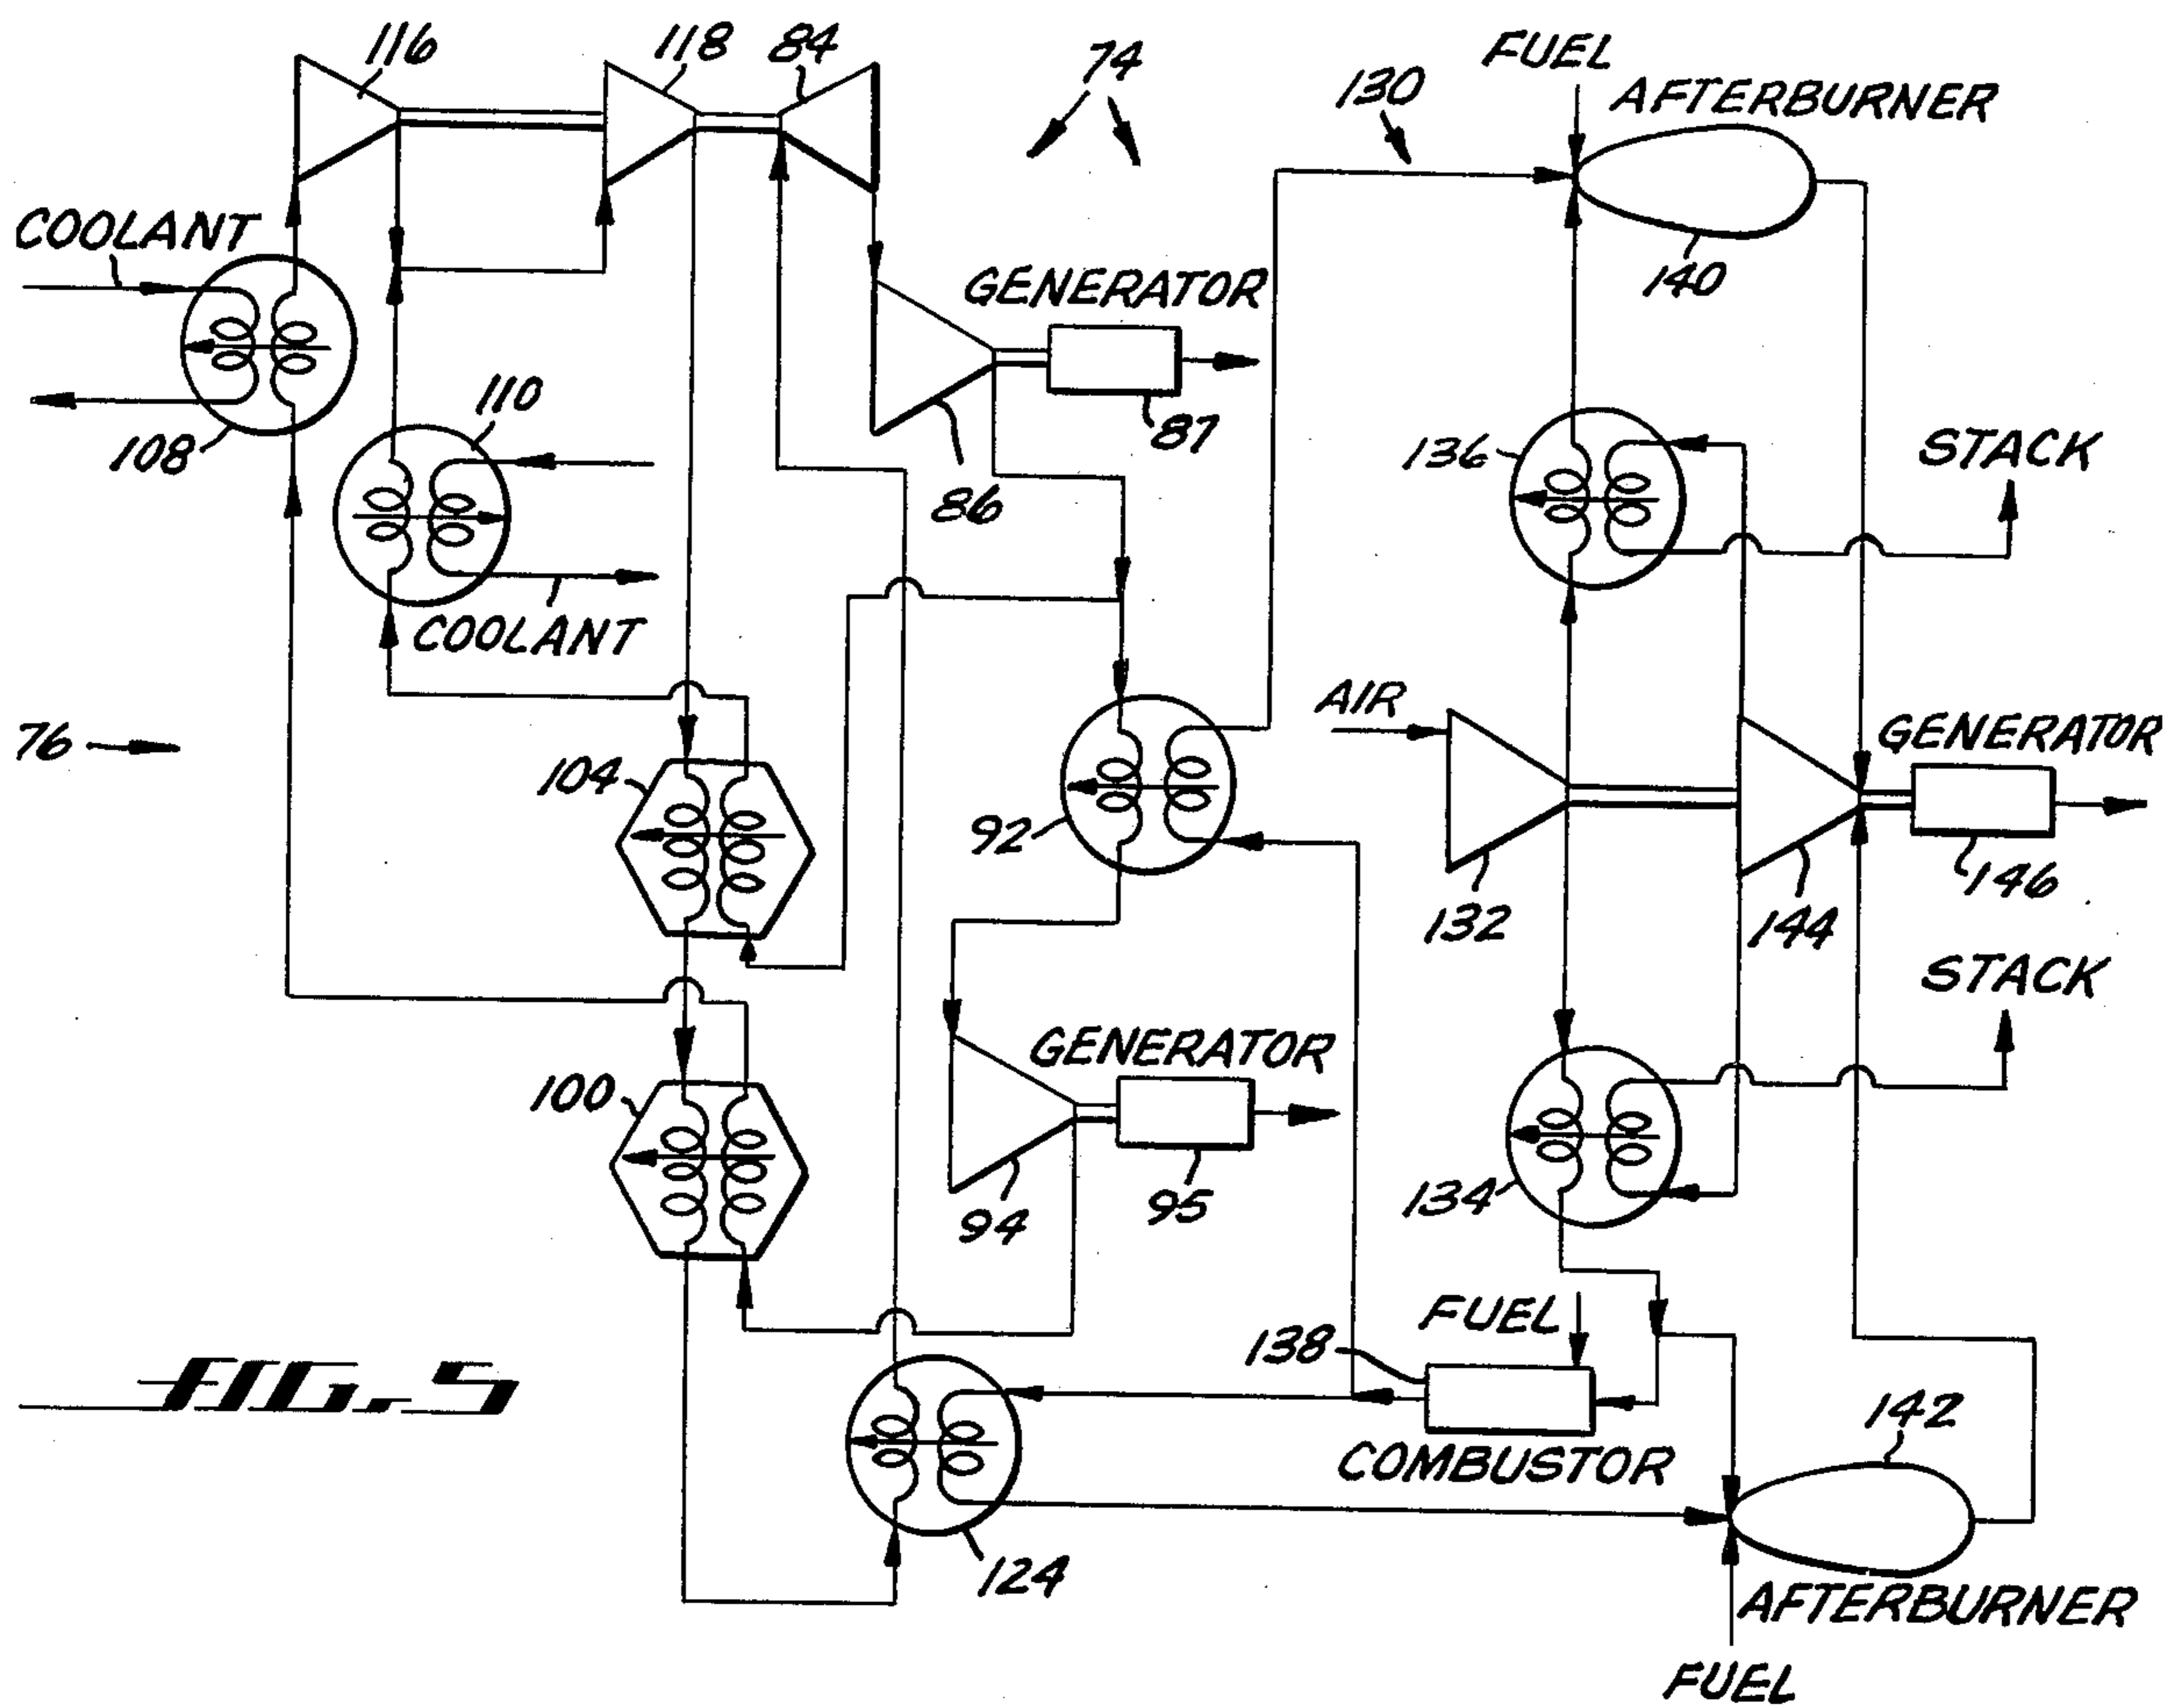 116
118
84
74
130
FUEL
AFTERBURNER
140
COOLANT
108
GENERATOR
87
110
86
136
STACK
COOLANT
76
104
92
AIR
132
144
GENERATOR
146
STACK
100
GENERATOR
94
95
134
FUEL
138
COMBUSTOR
142
124
AFTERBURNER
FUEL
FIG. 5